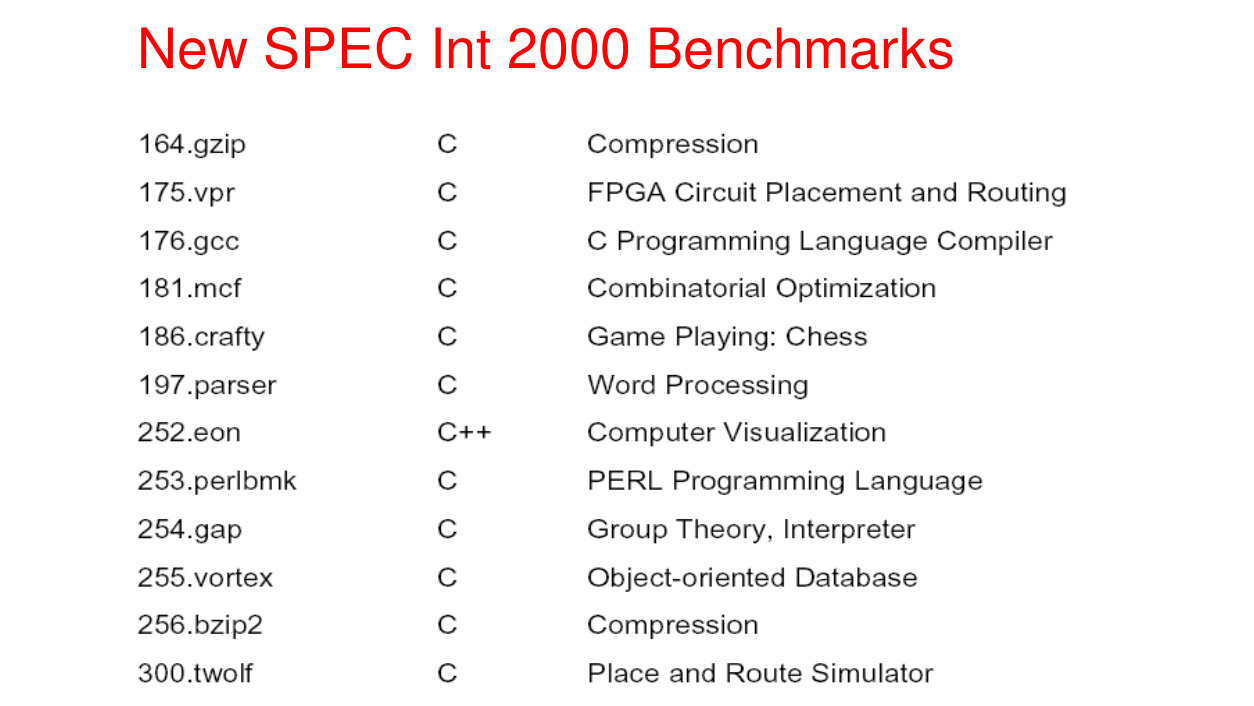 New SPEC Int 2000 Benchmarks
164.gzip C Compression
175.vpr C FPGA Circuit Placement and Routing
176.gcc C C Programming Language Compiler
181.mcf C Combinatorial Optimization
186.crafty C Game Playing: Chess
197.parser C Word Processing
252.eon C++ Computer Visualization
253.perlbmk C PERL Programming Language
254.gap C Group Theory, Interpreter
255.vortex C Object-oriented Database
256.bzip2 C Compression
300.twolf C Place and Route Simulator